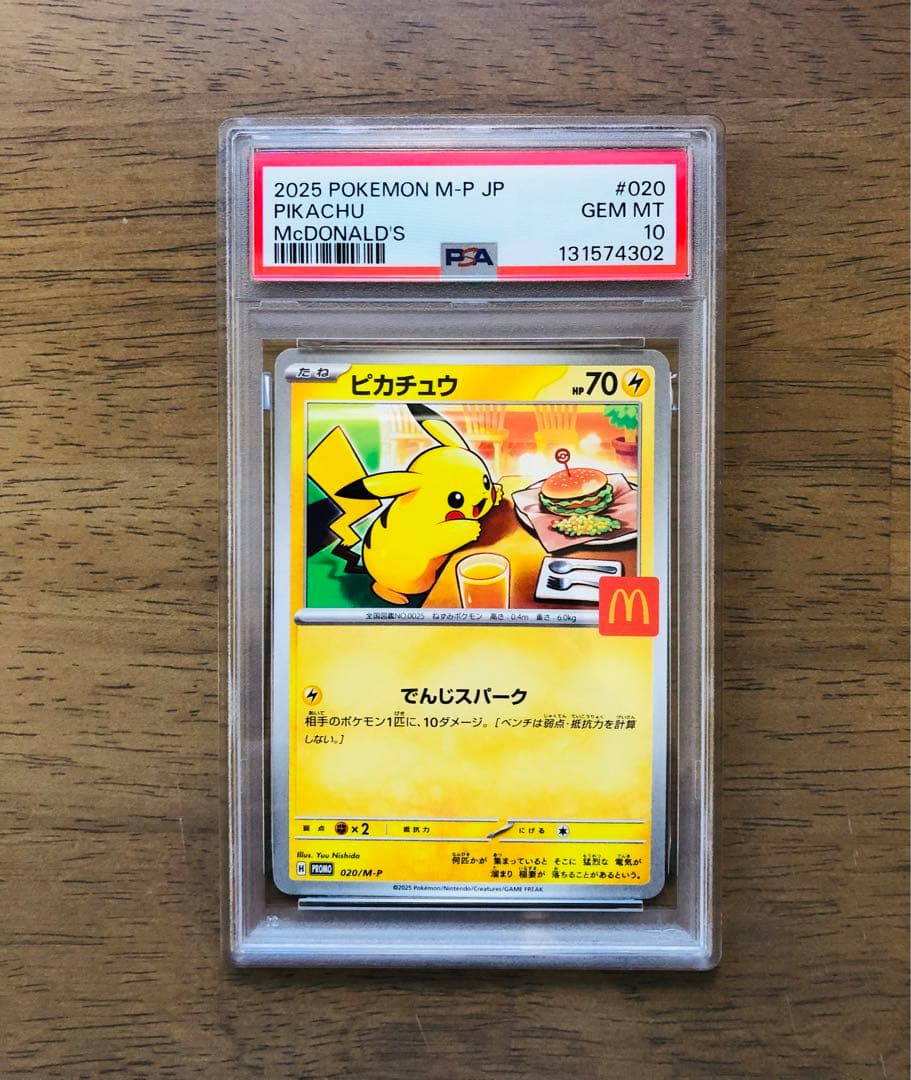 2025 POKEMON M-P JP #020
PIKACHU GEM MT
McDONALD'S 10
PSA 131574302
たね ピカチュウ HP70
全国図鑑NO.0025 ねずみポケモン 高さ:0.4m 重さ:6.0kg
でんじスパーク
相手のポケモン1匹に、10ダメージ。[ベンチは弱点・抵抗力を計算
しない。]
弱点 ×2 抵抗力 にげる
Illus. Yuu Nishida
H PROMO 020/M-P
何匹かが 集まっていると そこに 猛烈な 電気が
溜まり 稲妻が 落ちることがあるという。
©2025 Pokémon/Nintendo/Creatures/GAME FREAK